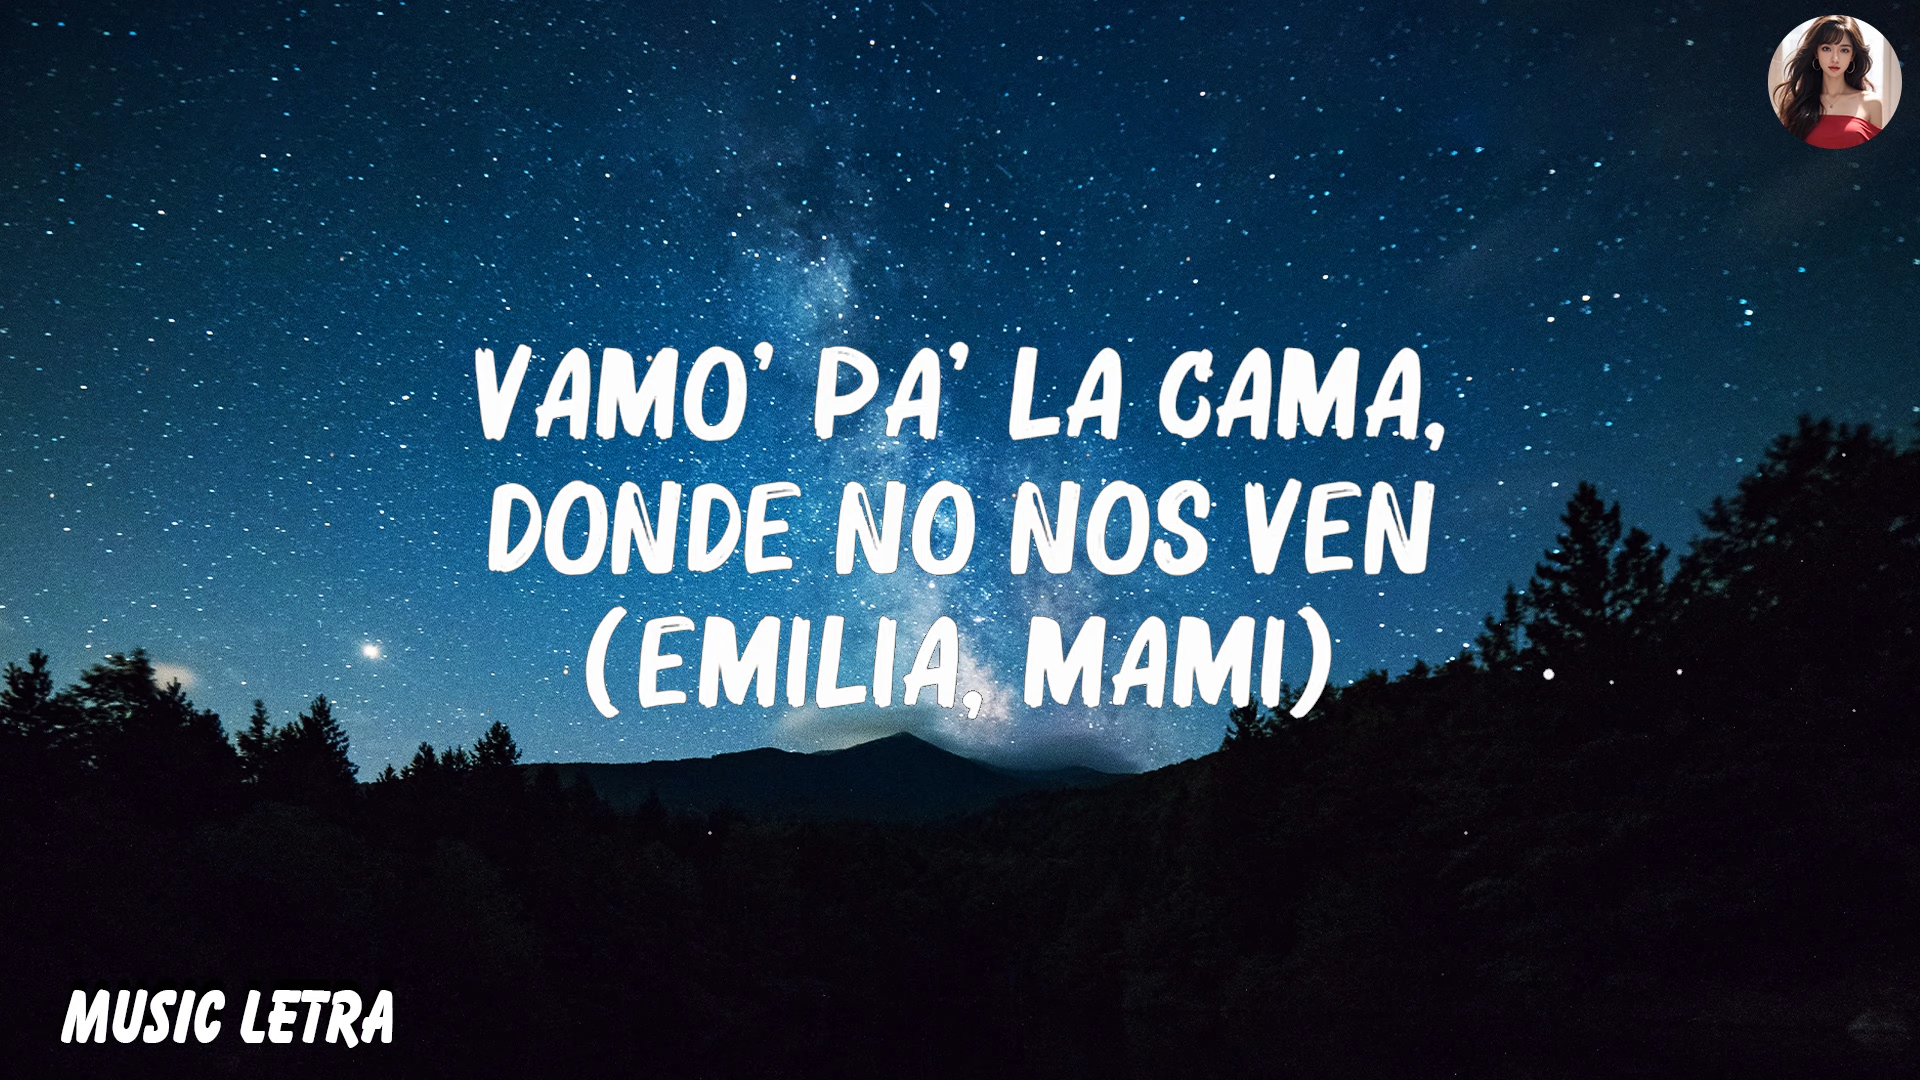 VAMO' PA' LA CAMA,
DONDE NO NOS VEN
(EMILIA, MAMI)
MUSIC LETRA